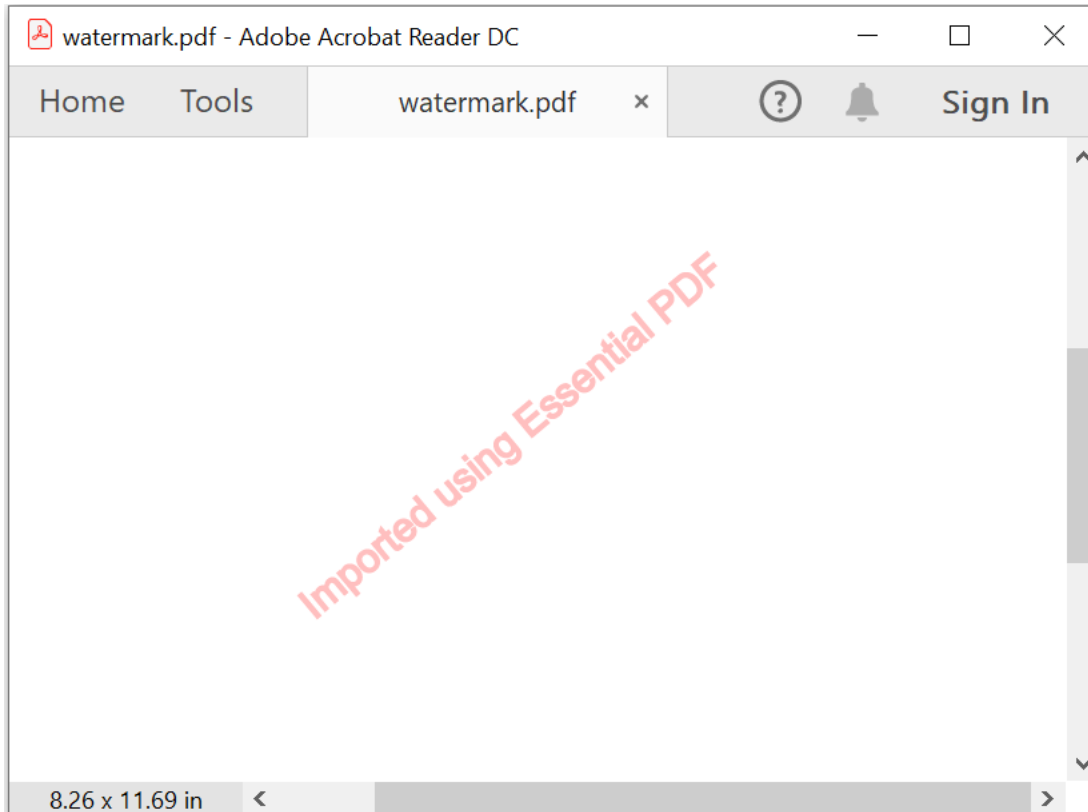 watermark.pdf - Adobe Acrobat Reader DC
Home Tools watermark.pdf × ? Sign In
Imported using Essential PDF
8.26 x 11.69 in